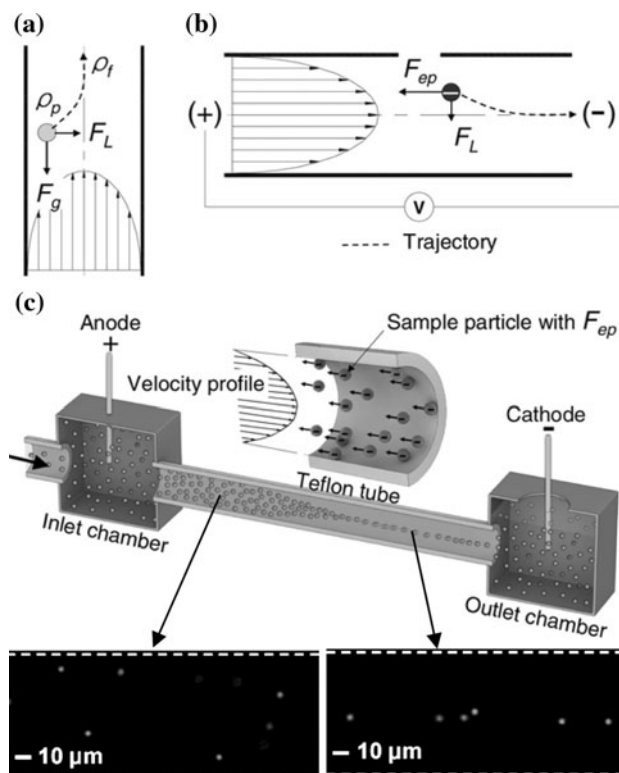 (a)
ρf
ρp
FL
Fg
(b)
Fep
(+)
(−)
FL
V
Trajectory
(c)
Anode
+
Sample particle with Fep
Velocity profile
Cathode
−
Teflon tube
Inlet chamber
Outlet chamber
10 μm
10 μm